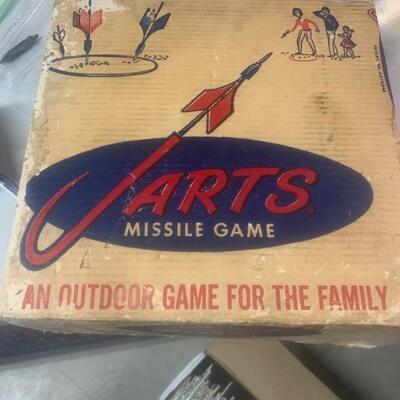 JARTS
MISSILE GAME
AN OUTDOOR GAME FOR THE FAMILY